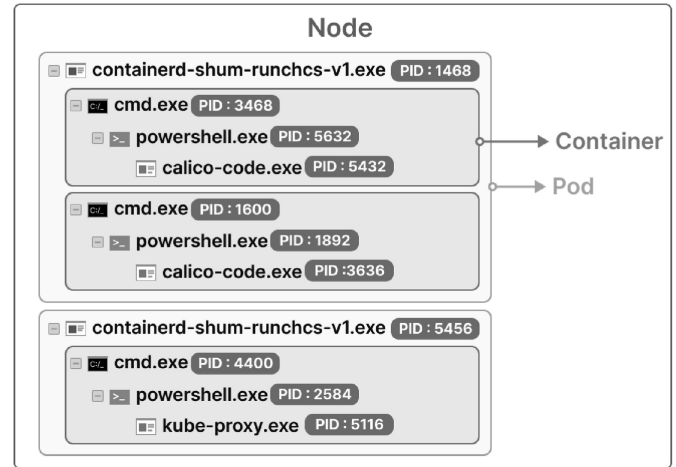 Node
containerd-shum-runchcs-v1.exe PID : 1468
cmd.exe PID : 3468
powershell.exe PID : 5632
Container
calico-code.exe PID : 5432
Pod
cmd.exe PID : 1600
powershell.exe PID : 1892
calico-code.exe PID :3636
containerd-shum-runchcs-v1.exe PID : 5456
cmd.exe PID : 4400
powershell.exe PID : 2584
kube-proxy.exe PID : 5116